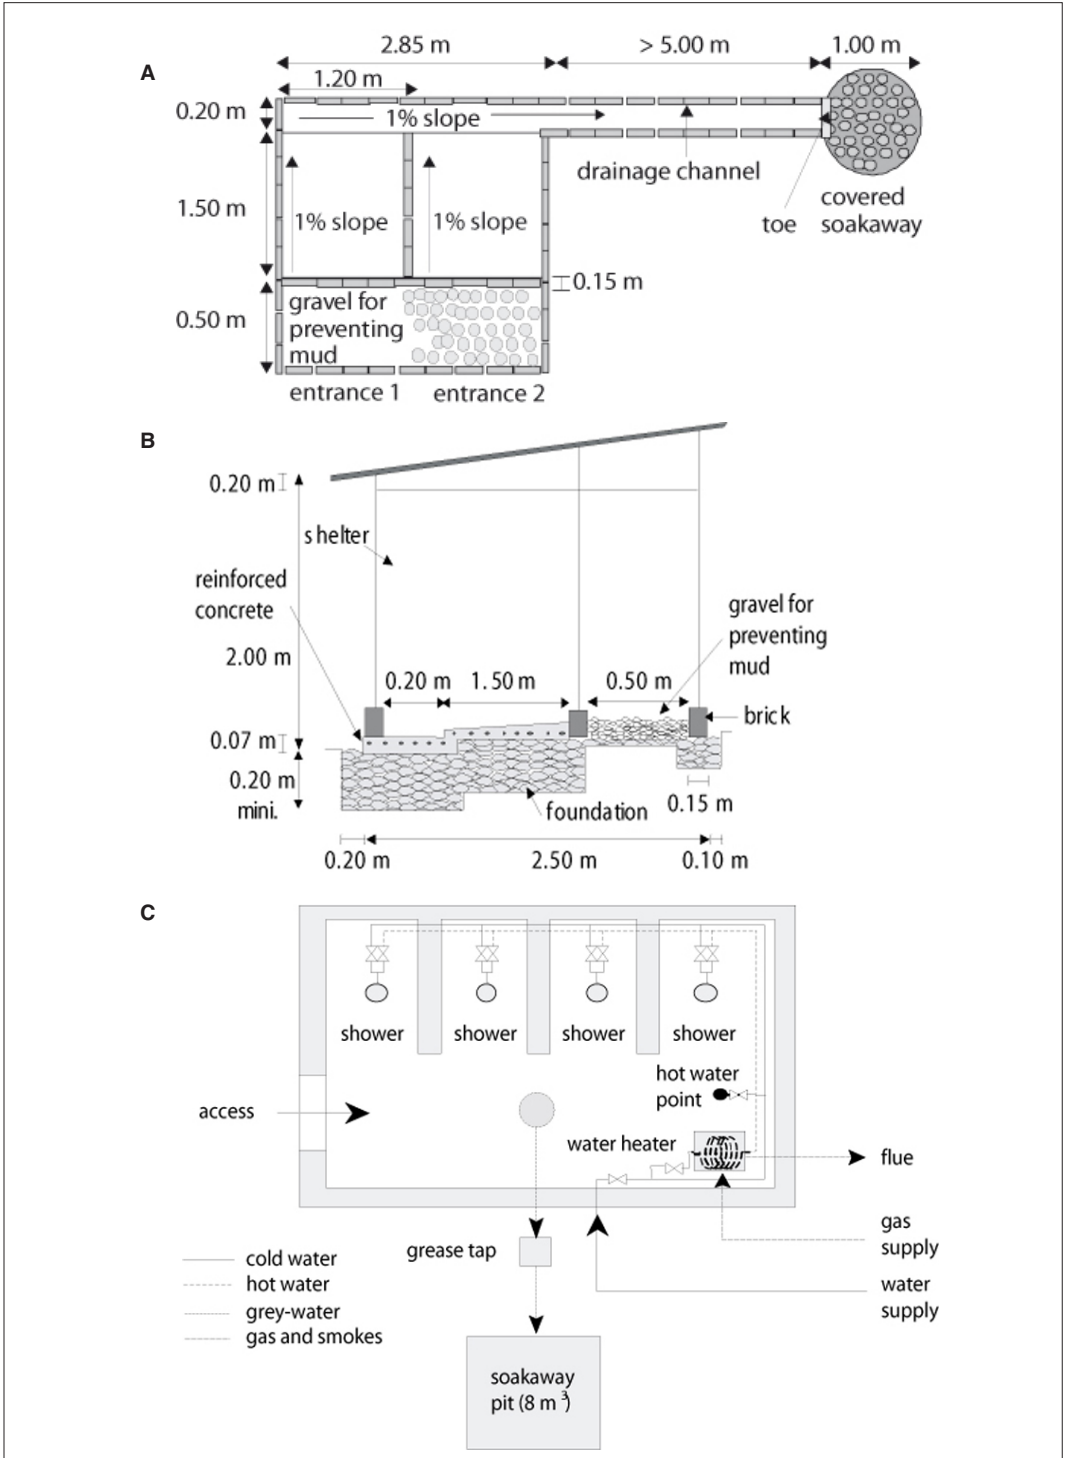 2.85 m
> 5.00 m
1.00 m
A
1.20 m
0.20 m
1% slope
drainage channel
covered
soakaway
toe
1.50 m
1% slope
1% slope
0.15 m
0.50 m
gravel for
preventing
mud
entrance 1
entrance 2
B
0.20 m
shelter
reinforced
concrete
gravel for
preventing
mud
2.00 m
0.20 m
1.50 m
0.50 m
brick
0.07 m
0.20 m
mini.
foundation
0.15 m
0.20 m
2.50 m
0.10 m
C
shower
shower
shower
shower
hot water
point
access
water heater
flue
gas
supply
grease tap
cold water
hot water
grey-water
gas and smokes
water
supply
soakaway
pit (8 m³)